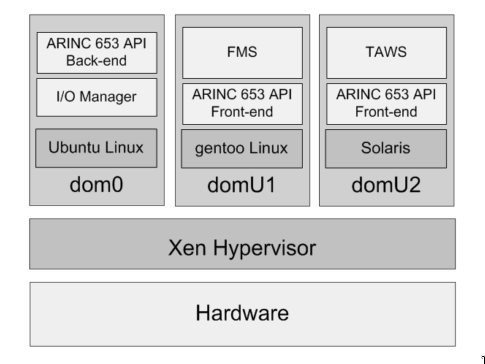 ARINC 653 API
Back-end
I/O Manager
Ubuntu Linux
dom0
FMS
ARINC 653 API
Front-end
gentoo Linux
domU1
TAWS
ARINC 653 API
Front-end
Solaris
domU2
Xen Hypervisor
Hardware